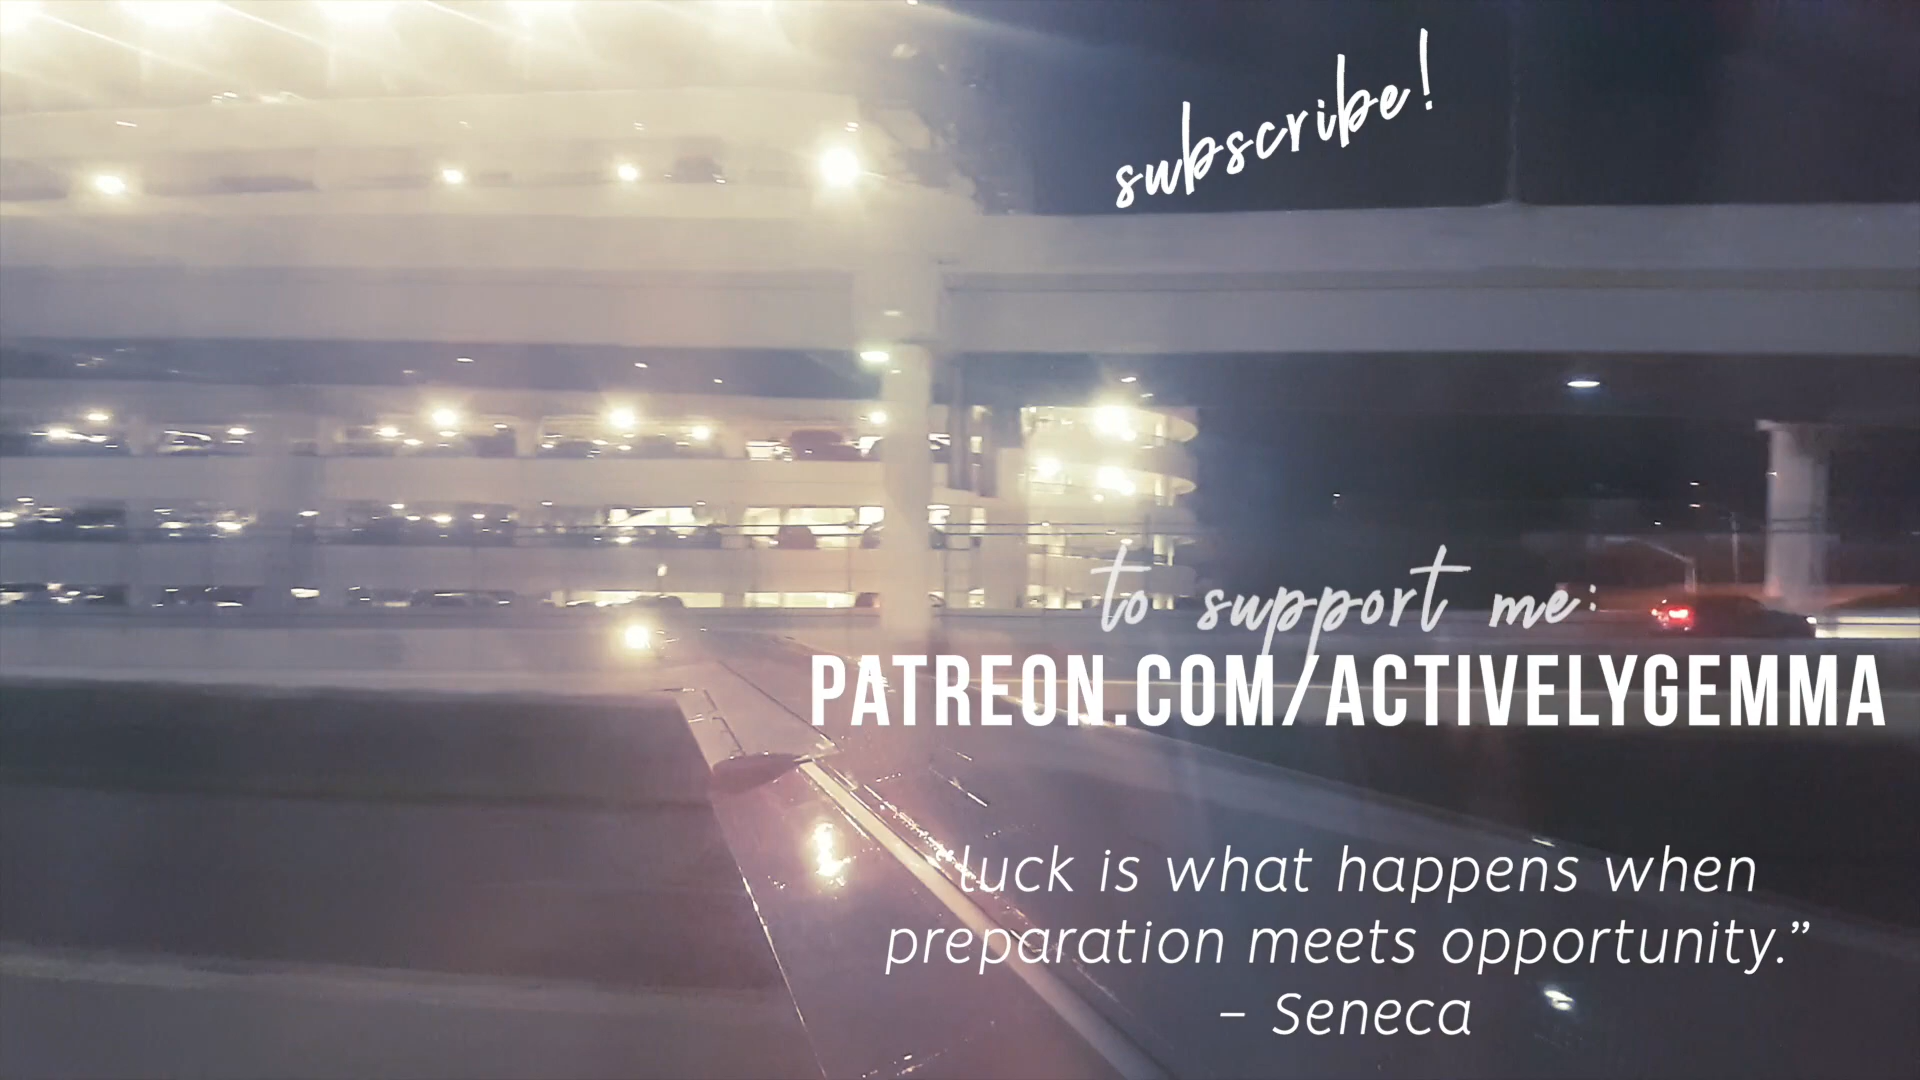 subscribe!
to support me:
PATREON.COM/ACTIVELYGEMMA
“luck is what happens when
preparation meets opportunity.”
– Seneca